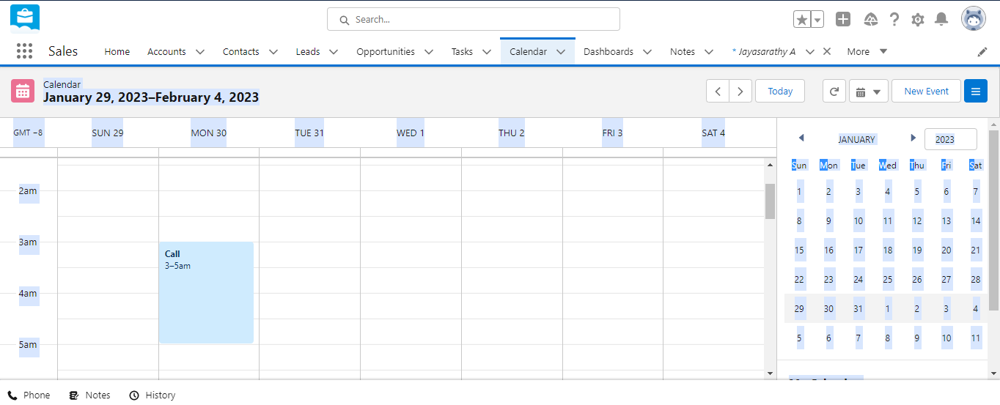 Search...
Sales Home Accounts Contacts Leads Opportunities Tasks Calendar Dashboards Notes * Jayasarathy A More
Calendar
January 29, 2023–February 4, 2023
Today New Event
GMT −8 SUN 29 MON 30 TUE 31 WED 1 THU 2 FRI 3 SAT 4
2am
3am
Call
3–5am
4am
5am
JANUARY 2023
Sun Mon Tue Wed Thu Fri Sat
1 2 3 4 5 6 7
8 9 10 11 12 13 14
15 16 17 18 19 20 21
22 23 24 25 26 27 28
29 30 31 1 2 3 4
5 6 7 8 9 10 11
Phone Notes History